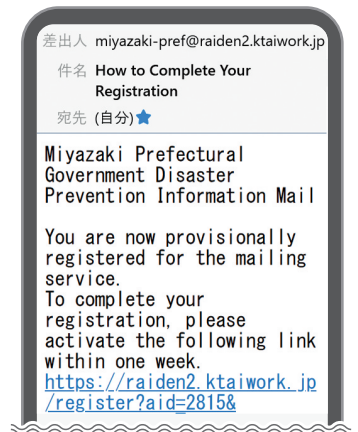 差出人 miyazaki-pref@raiden2.ktaiwork.jp
件名 How to Complete Your
Registration
宛先 (自分)
Miyazaki Prefectural
Government Disaster
Prevention Information Mail
You are now provisionally
registered for the mailing
service.
To complete your
registration, please
activate the following link
within one week.
https://raiden2.ktaiwork.jp
/register?aid=2815&